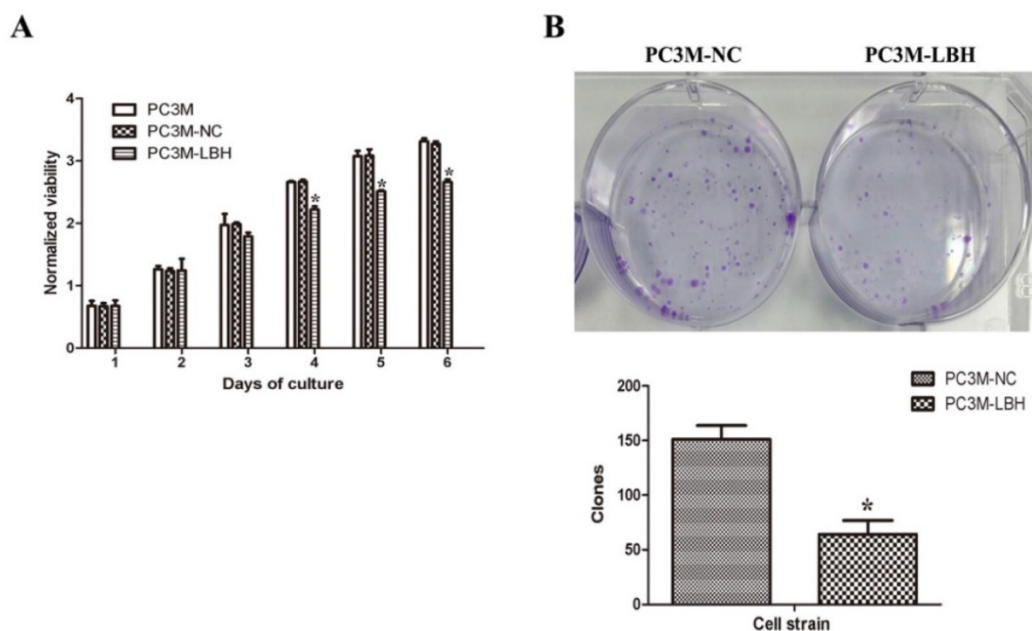 A
PC3M
PC3M-NC
PC3M-LBH
Normalized viability
4
3
2
1
0
*
*
*
1 2 3 4 5 6
Days of culture
B
PC3M-NC PC3M-LBH
PC3M-NC
PC3M-LBH
Clones
200
150
100
50
0
*
Cell strain